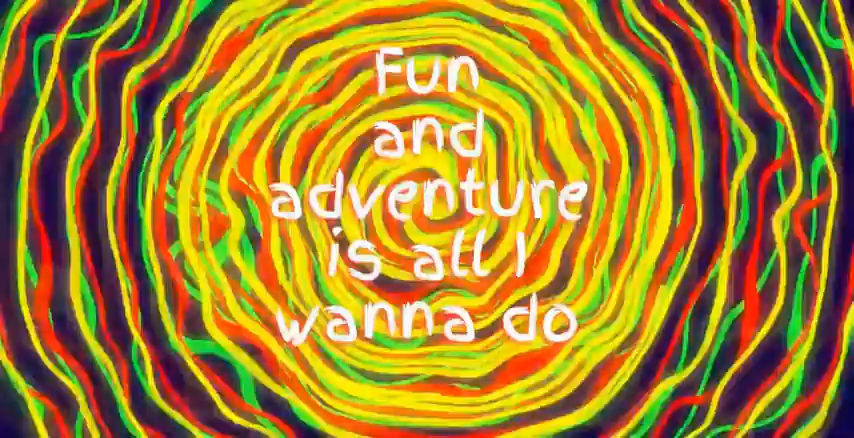 Fun
and
adventure
is all I
wanna do